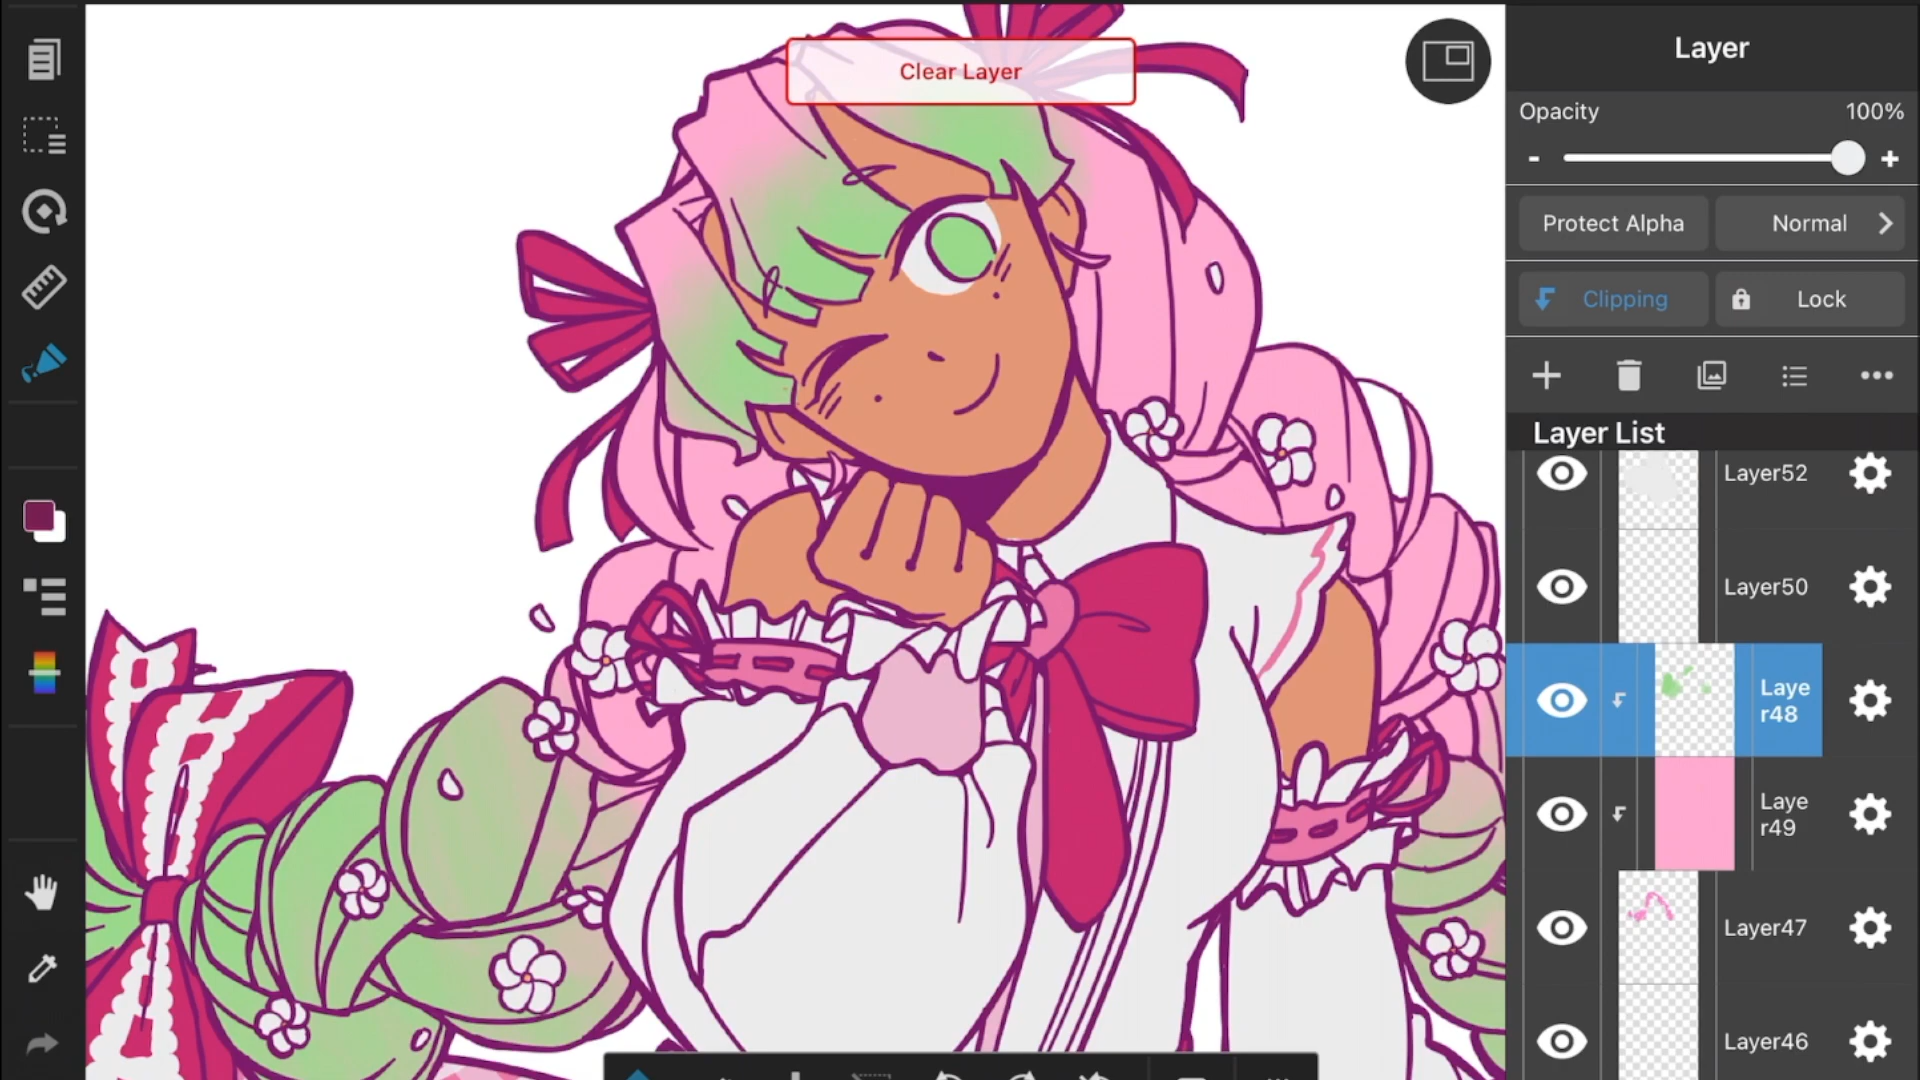 Clear Layer
Layer
Opacity 100%
- +
Protect Alpha Normal
Clipping Lock
Layer List
Layer52
Layer50
Laye
r48
Laye
r49
Layer47
Layer46